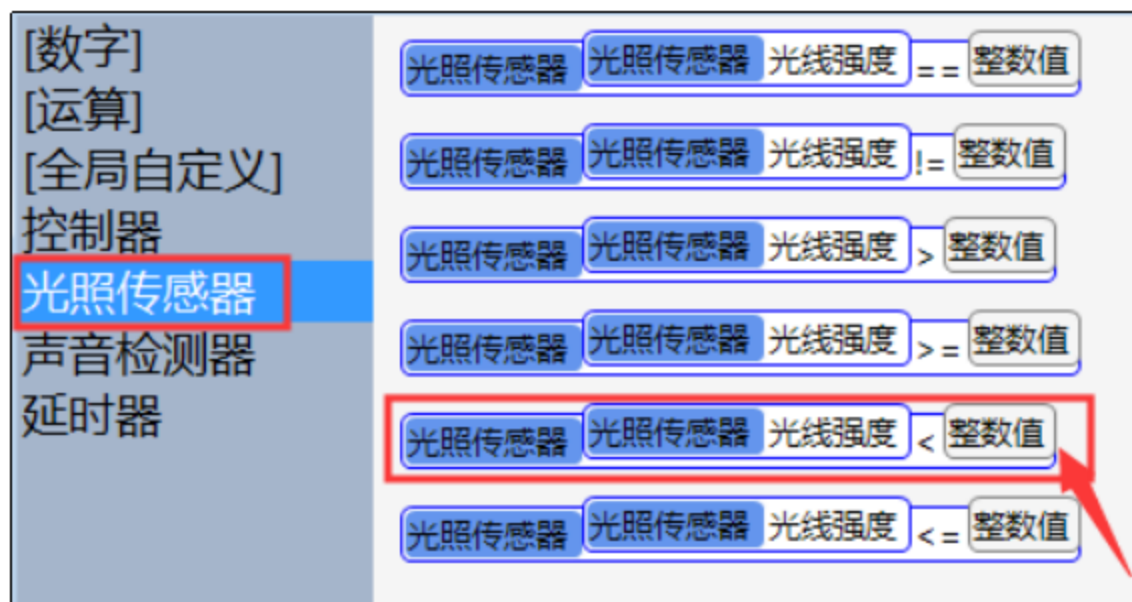 [数字]
[运算]
[全局自定义]
控制器
光照传感器
声音检测器
延时器
光照传感器 光照传感器 光线强度 == 整数值
光照传感器 光照传感器 光线强度 != 整数值
光照传感器 光照传感器 光线强度 > 整数值
光照传感器 光照传感器 光线强度 >= 整数值
光照传感器 光照传感器 光线强度 < 整数值
光照传感器 光照传感器 光线强度 <= 整数值